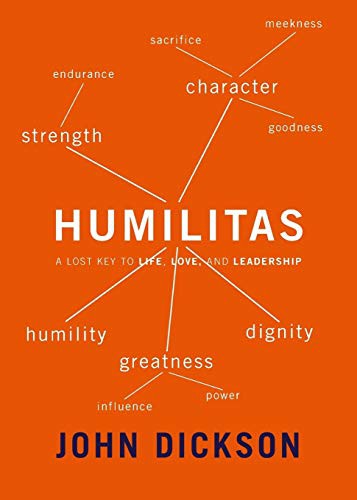 meekness
sacrifice
character
endurance
goodness
strength
HUMILITAS
A LOST KEY TO LIFE, LOVE, AND LEADERSHIP
humility
dignity
greatness
power
influence
JOHN DICKSON